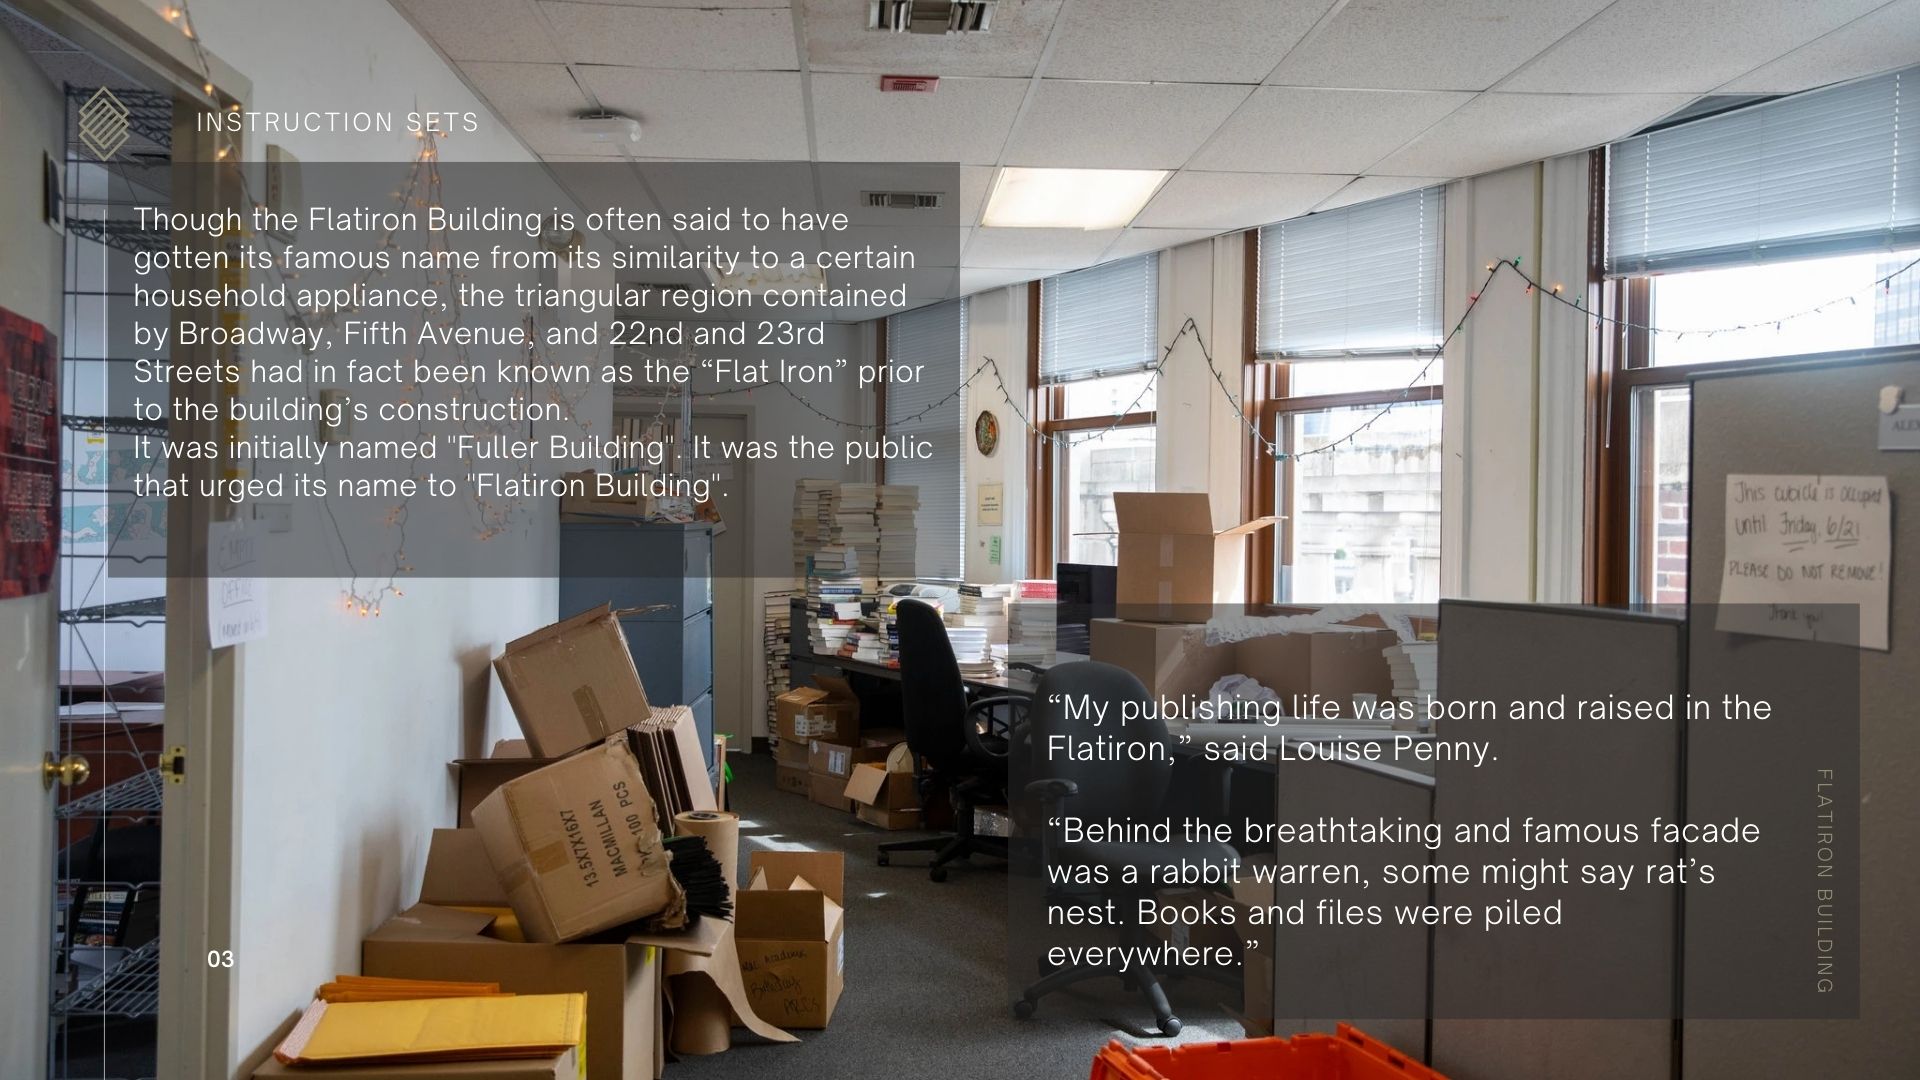 INSTRUCTION SETS
Though the Flatiron Building is often said to have
gotten its famous name from its similarity to a certain
household appliance, the triangular region contained
by Broadway, Fifth Avenue, and 22nd and 23rd
Streets had in fact been known as the “Flat Iron” prior
to the building’s construction.
It was initially named "Fuller Building". It was the public
that urged its name to "Flatiron Building".
EMPTY
OFFICE
This cubicle is occupied
until Friday, 6/21
PLEASE DO NOT REMOVE!
Thank you!
“My publishing life was born and raised in the
Flatiron,” said Louise Penny.
“Behind the breathtaking and famous facade
was a rabbit warren, some might say rat’s
nest. Books and files were piled
everywhere.”
FLATIRON BUILDING
13.5X7X16X7
MACMILLAN
100 PCS
03